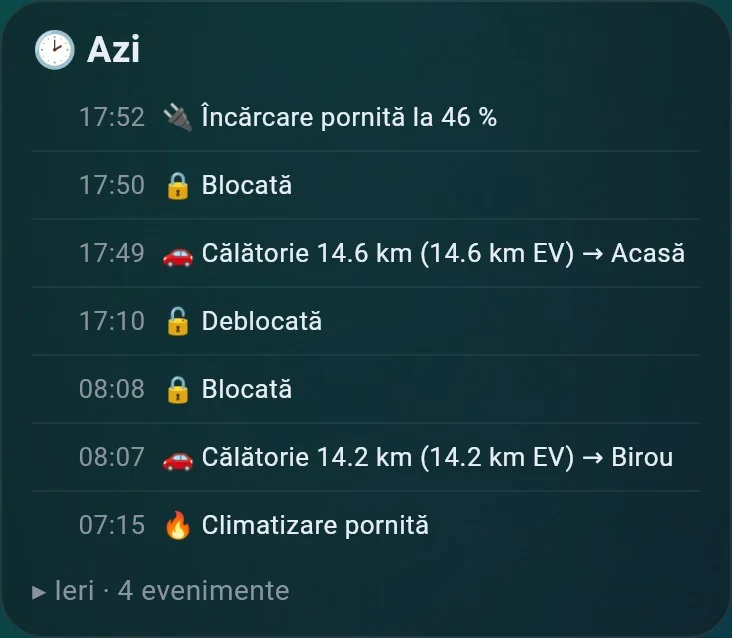 🕑 Azi
17:52 🔌 Încărcare pornită la 46 %
17:50 🔒 Blocată
17:49 🚗 Călătorie 14.6 km (14.6 km EV) → Acasă
17:10 🔓 Deblocată
08:08 🔒 Blocată
08:07 🚗 Călătorie 14.2 km (14.2 km EV) → Birou
07:15 🔥 Climatizare pornită
▸ Ieri · 4 evenimente